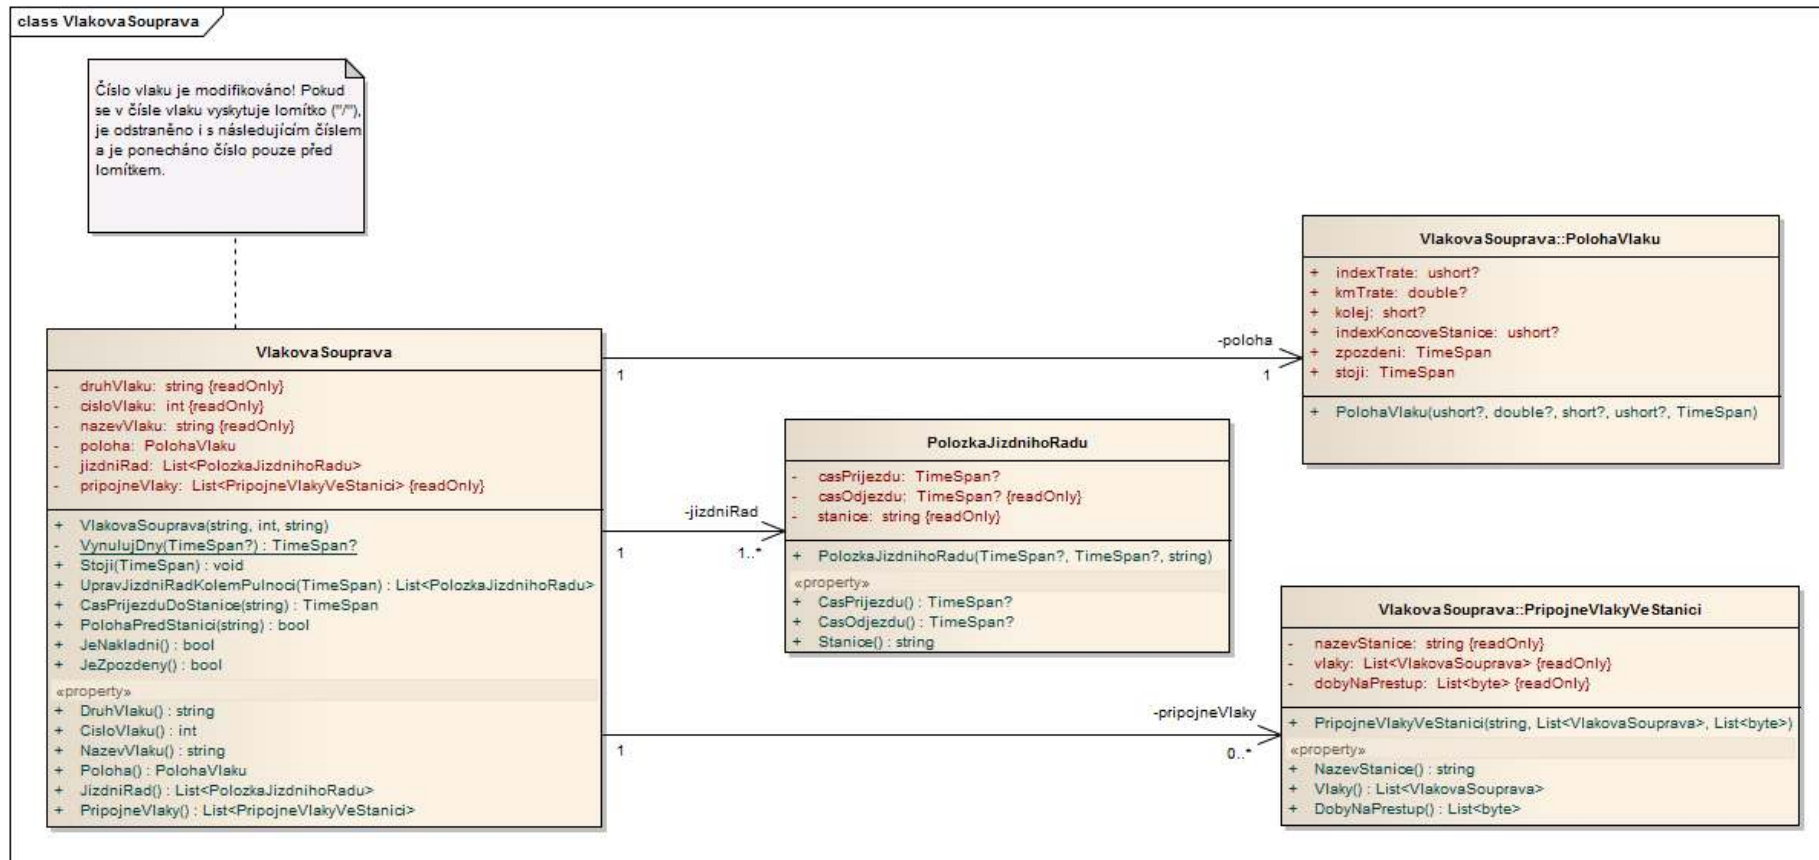 class VlakovaSouprava
Číslo vlaku je modifikováno! Pokud
se v čísle vlaku vyskytuje lomítko ("/"),
je odstraněno i s následujícím číslem
a je ponecháno číslo pouze před
lomítkem.
VlakovaSouprava
- druhVlaku: string {readOnly}
- cisloVlaku: int {readOnly}
- nazevVlaku: string {readOnly}
- poloha: PolohaVlaku
- jizdniRad: List<PolozkaJizdnihoRadu>
- pripojneVlaky: List<PripojneVlakyVeStanici> {readOnly}
+ VlakovaSouprava(string, int, string)
- VynulujDny(TimeSpan?) : TimeSpan?
+ Stoji(TimeSpan) : void
+ UpravJizdniRadKolemPulnoci(TimeSpan) : List<PolozkaJizdnihoRadu>
+ CasPrijezduDoStanice(string) : TimeSpan
+ PolohaPredStanici(string) : bool
+ JeNakladni() : bool
+ JeZpozdeny() : bool
«property»
+ DruhVlaku() : string
+ CisloVlaku() : int
+ NazevVlaku() : string
+ Poloha() : PolohaVlaku
+ JizdniRad() : List<PolozkaJizdnihoRadu>
+ PripojneVlaky() : List<PripojneVlakyVeStanici>
-poloha
1
1
-jizdniRad
1
1..*
-pripojneVlaky
1
0..*
PolozkaJizdnihoRadu
- casPrijezdu: TimeSpan?
- casOdjezdu: TimeSpan? {readOnly}
- stanice: string {readOnly}
+ PolozkaJizdnihoRadu(TimeSpan?, TimeSpan?, string)
«property»
+ CasPrijezdu() : TimeSpan?
+ CasOdjezdu() : TimeSpan?
+ Stanice() : string
VlakovaSouprava::PolohaVlaku
+ indexTrate: ushort?
+ kmTrate: double?
+ kolej: short?
+ indexKoncoveStanice: ushort?
+ zpozdeni: TimeSpan
+ stoji: TimeSpan
+ PolohaVlaku(ushort?, double?, short?, ushort?, TimeSpan)
VlakovaSouprava::PripojneVlakyVeStanici
- nazevStanice: string {readOnly}
- vlaky: List<VlakovaSouprava> {readOnly}
- dobyNaPrestup: List<byte> {readOnly}
+ PripojneVlakyVeStanici(string, List<VlakovaSouprava>, List<byte>)
«property»
+ NazevStanice() : string
+ Vlaky() : List<VlakovaSouprava>
+ DobyNaPrestup() : List<byte>